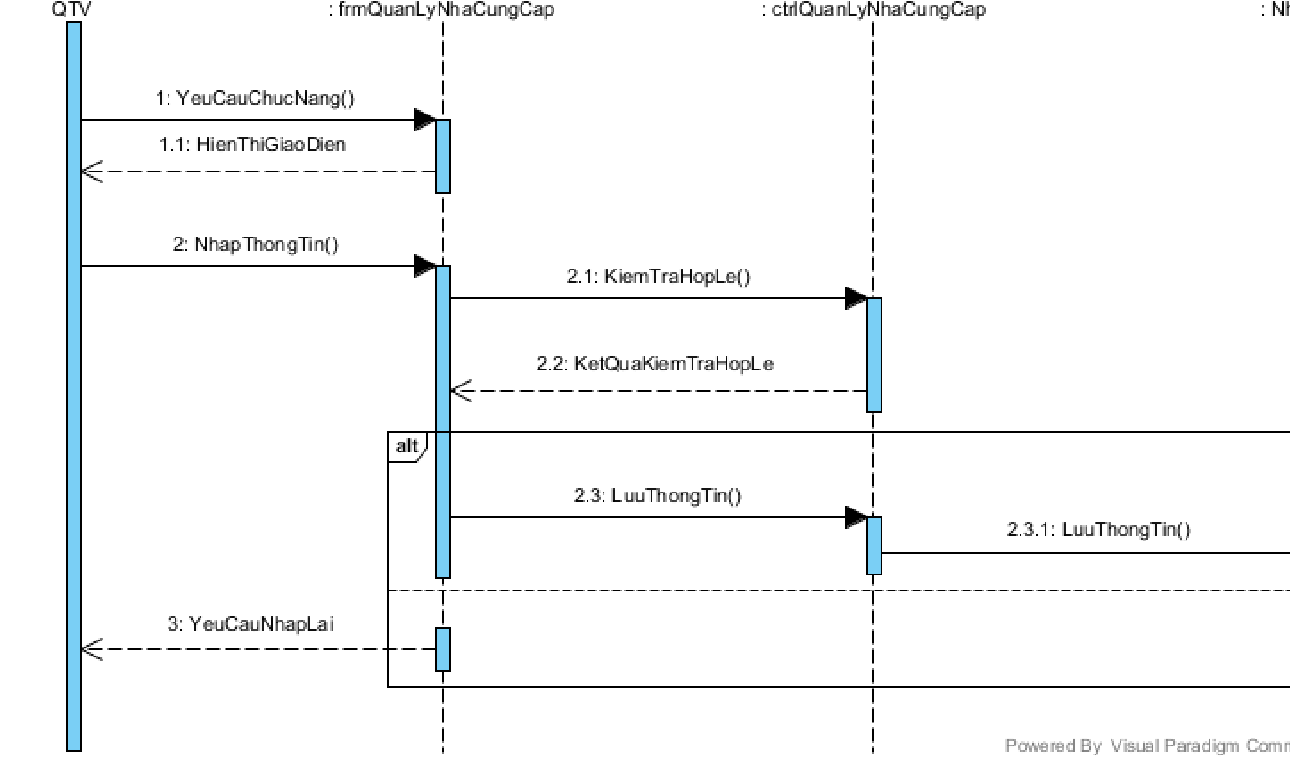 QTV
: frmQuanLyNhaCungCap
: ctrlQuanLyNhaCungCap
1: YeuCauChucNang()
1.1: HienThiGiaoDien
2: NhapThongTin()
2.1: KiemTraHopLe()
2.2: KetQuaKiemTraHopLe
alt
2.3: LuuThongTin()
2.3.1: LuuThongTin()
3: YeuCauNhapLai
Powered By Visual Paradigm